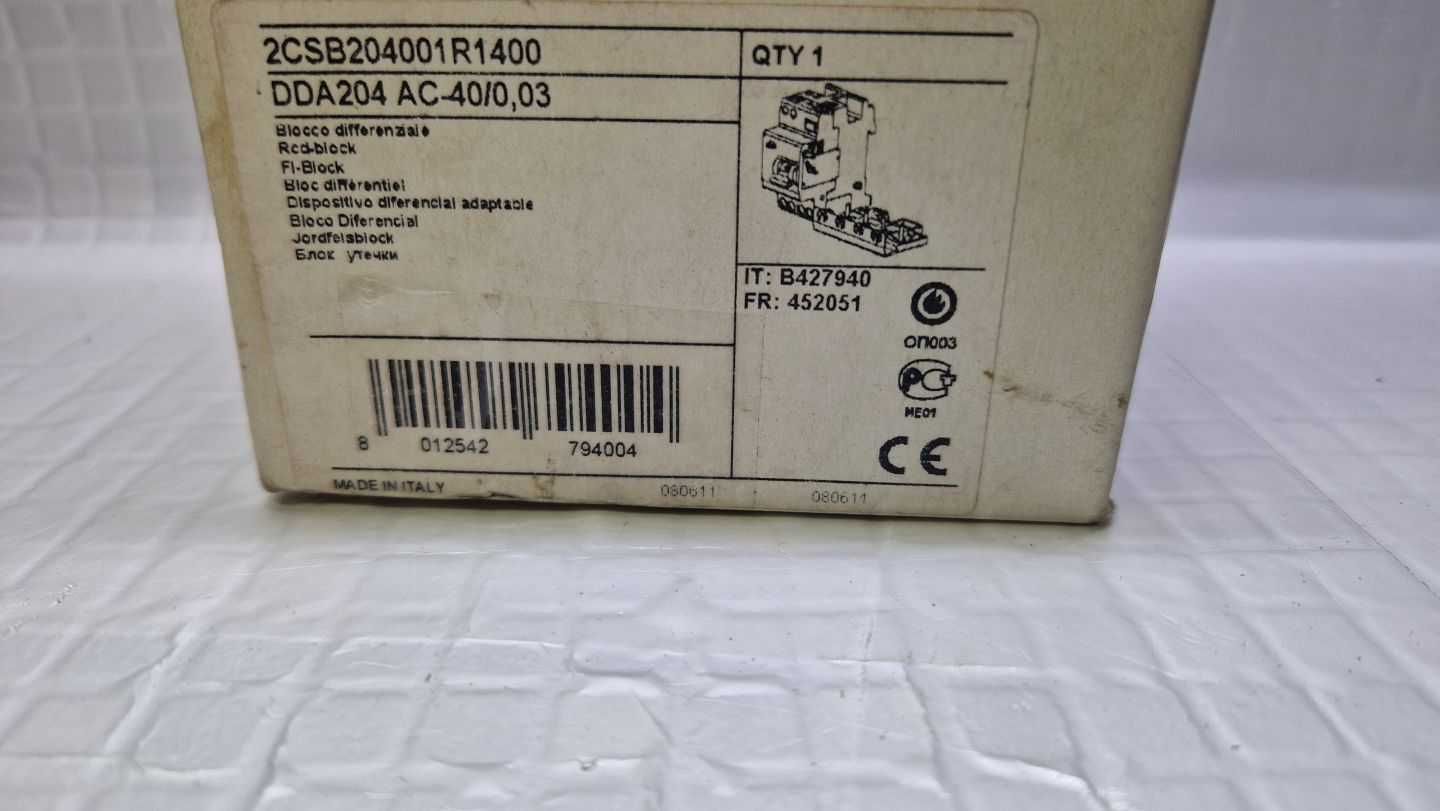 2CSB204001R1400
QTY 1
DDA204 AC-40/0,03
Blocco differenziale
Rcd-block
FI-Block
Bloc différentiel
Dispositivo diferencial adaptable
Bloco Diferencial
Jordfelsblock
Блок утечки
IT: B427940
FR: 452051
ОП003
PC
ME01
CE
8 012542 794004
MADE IN ITALY
080611
080611